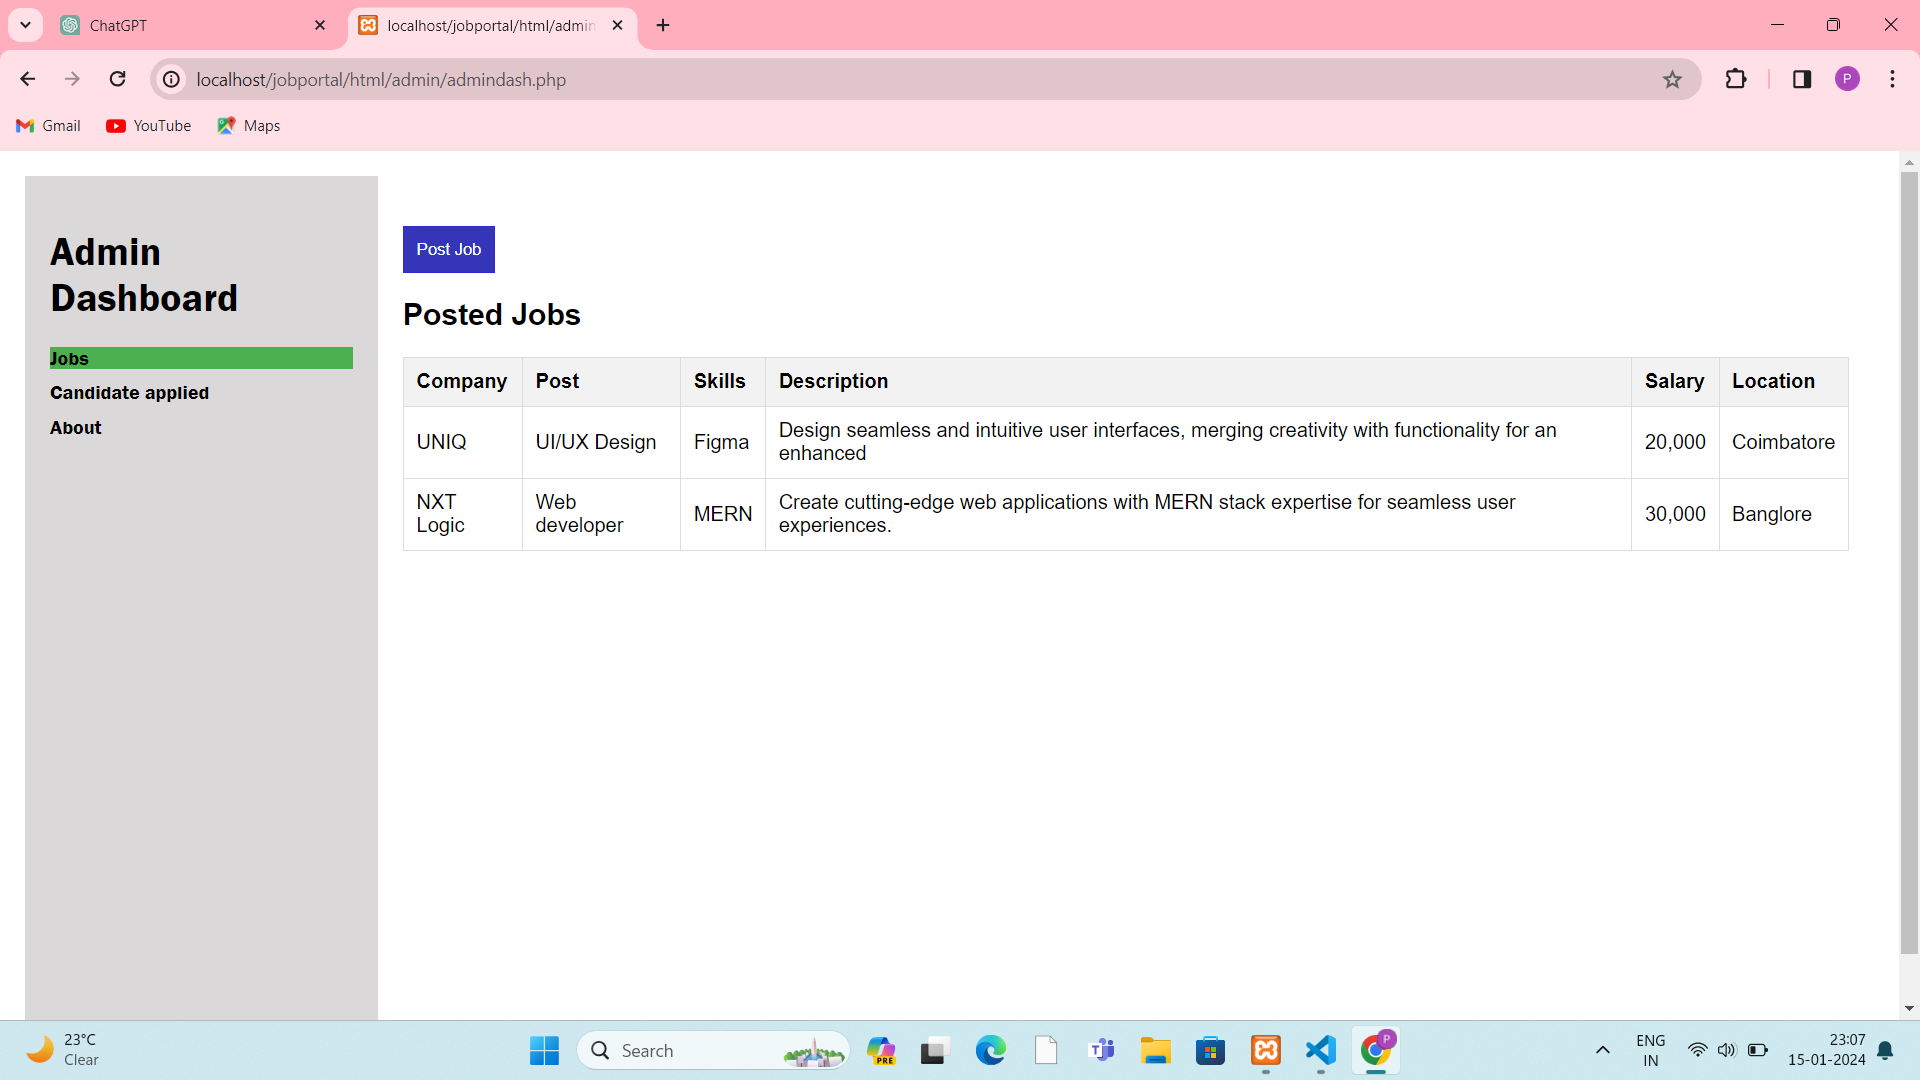 ChatGPT
localhost/jobportal/html/admin
localhost/jobportal/html/admin/admindash.php
P
Gmail
YouTube
Maps
Admin
Dashboard
Jobs
Candidate applied
About
Post Job
Posted Jobs
Company Post Skills Description Salary Location
UNIQ UI/UX Design Figma Design seamless and intuitive user interfaces, merging creativity with functionality for an
enhanced 20,000 Coimbatore
NXT
Logic
Web
developer
MERN
Create cutting-edge web applications with MERN stack expertise for seamless user
experiences.
30,000
Banglore
23°C
Clear
Search
PRE
P
ENG
IN
23:07
15-01-2024